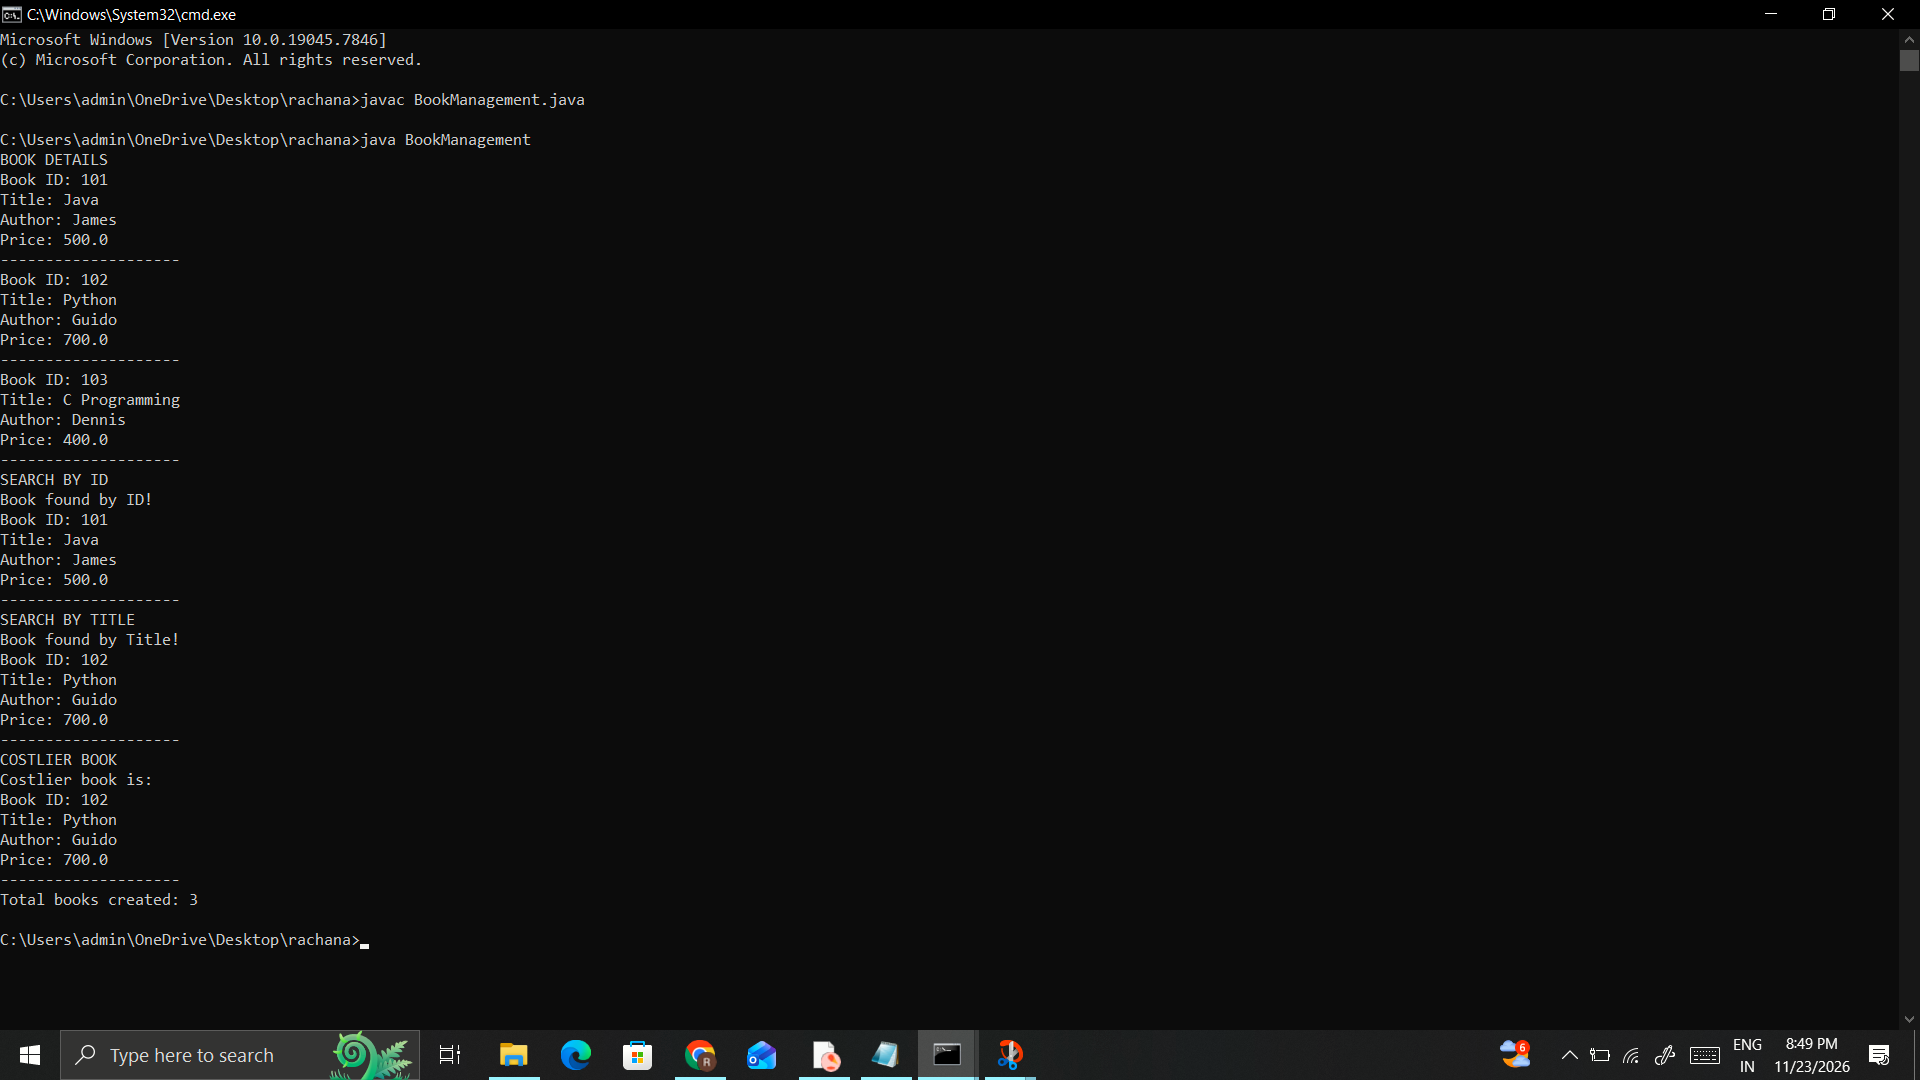 C:\Windows\System32\cmd.exe
Microsoft Windows [Version 10.0.19045.7846]
(c) Microsoft Corporation. All rights reserved.
C:\Users\admin\OneDrive\Desktop\rachana>javac BookManagement.java
C:\Users\admin\OneDrive\Desktop\rachana>java BookManagement
BOOK DETAILS
Book ID: 101
Title: Java
Author: James
Price: 500.0
--------------------
Book ID: 102
Title: Python
Author: Guido
Price: 700.0
--------------------
Book ID: 103
Title: C Programming
Author: Dennis
Price: 400.0
--------------------
SEARCH BY ID
Book found by ID!
Book ID: 101
Title: Java
Author: James
Price: 500.0
--------------------
SEARCH BY TITLE
Book found by Title!
Book ID: 102
Title: Python
Author: Guido
Price: 700.0
--------------------
COSTLIER BOOK
Costlier book is:
Book ID: 102
Title: Python
Author: Guido
Price: 700.0
--------------------
Total books created: 3
C:\Users\admin\OneDrive\Desktop\rachana>
Type here to search
R
6
ENG
IN
8:49 PM
11/23/2026